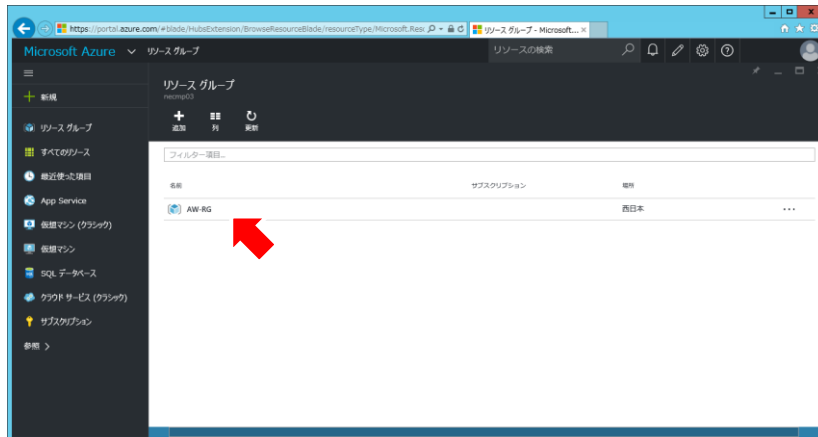 https://portal.azure.com/#blade/HubsExtension/BrowseResourceBlade/resourceType/Microsoft.Reso
リソース グループ - Microsoft... ×
Microsoft Azure リソース グループ
リソースの検索
新規
リソース グループ
すべてのリソース
最近使った項目
App Service
仮想マシン (クラシック)
仮想マシン
SQL データベース
クラウド サービス (クラシック)
サブスクリプション
参照 >
リソース グループ
necmp03
追加 列 更新
フィルター項目...
名前 サブスクリプション 場所
AW-RG 西日本 ...